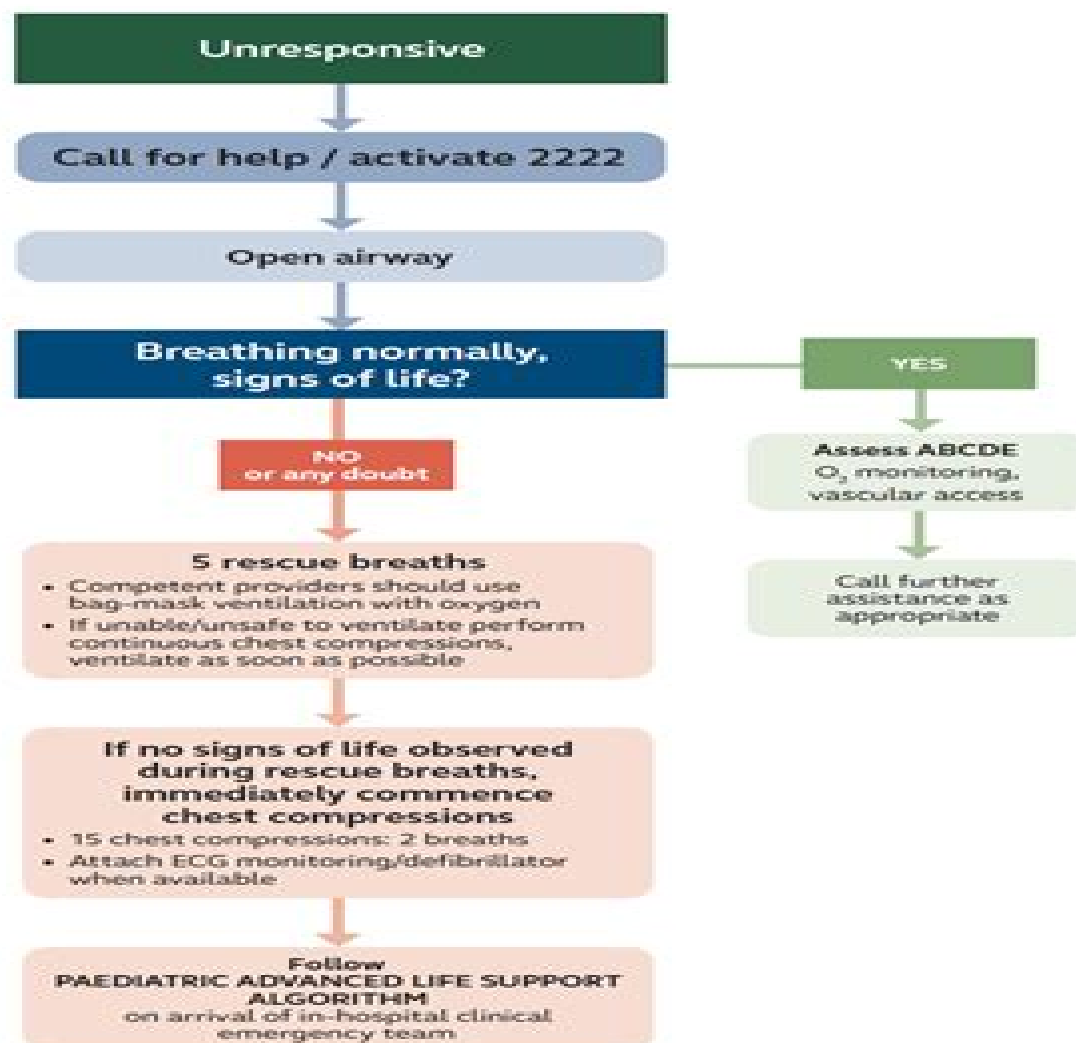 Unresponsive
Call for help / activate 2222
Open airway
Breathing normally,
signs of life?
YES
Assess ABCDE
O₂ monitoring,
vascular access
Call further
assistance as
appropriate
NO
or any doubt
5 rescue breaths
• Competent providers should use
bag-mask ventilation with oxygen
• If unable/unsafe to ventilate perform
continuous chest compressions,
ventilate as soon as possible
If no signs of life observed
during rescue breaths,
immediately commence
chest compressions
• 15 chest compressions: 2 breaths
• Attach ECG monitoring/defibrillator
when available
Follow
PAEDIATRIC ADVANCED LIFE SUPPORT
ALGORITHM
on arrival of in-hospital clinical
emergency team